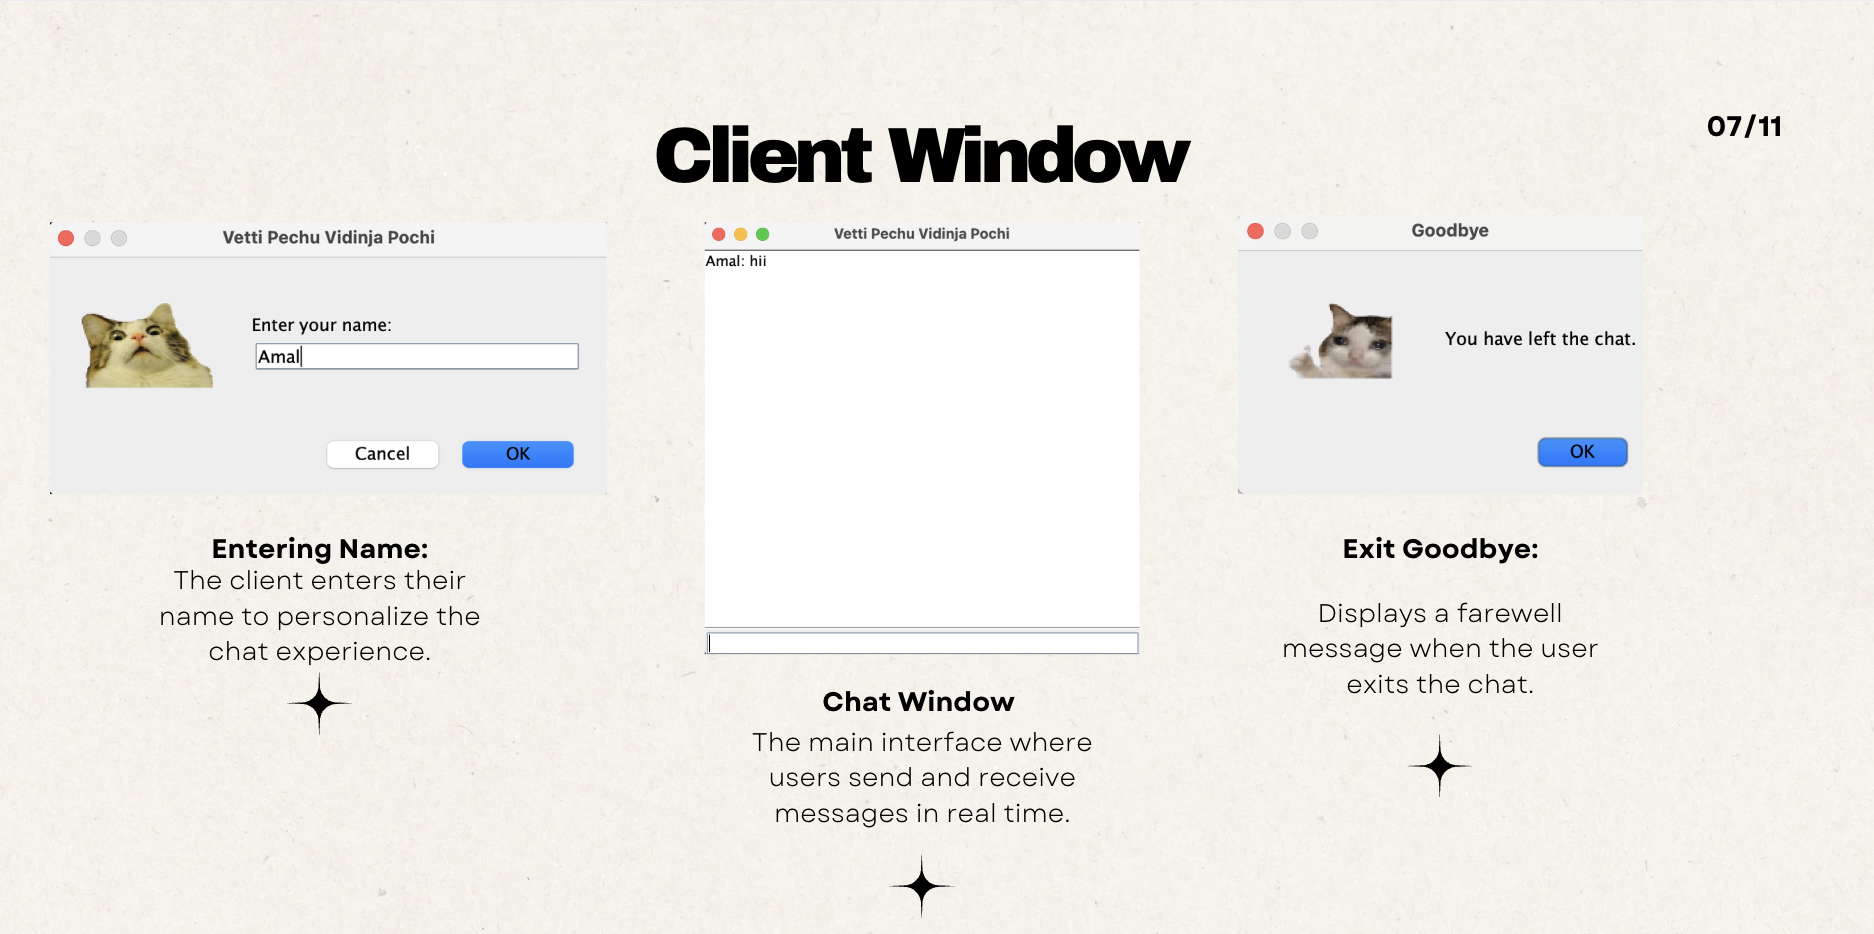 Client Window
07/11
Vetti Pechu Vidinja Pochi
Enter your name:
Amal
Cancel
OK
Entering Name:
The client enters their
name to personalize the
chat experience.
Vetti Pechu Vidinja Pochi
Amal: hii
Chat Window
The main interface where
users send and receive
messages in real time.
Goodbye
You have left the chat.
OK
Exit Goodbye:
Displays a farewell
message when the user
exits the chat.